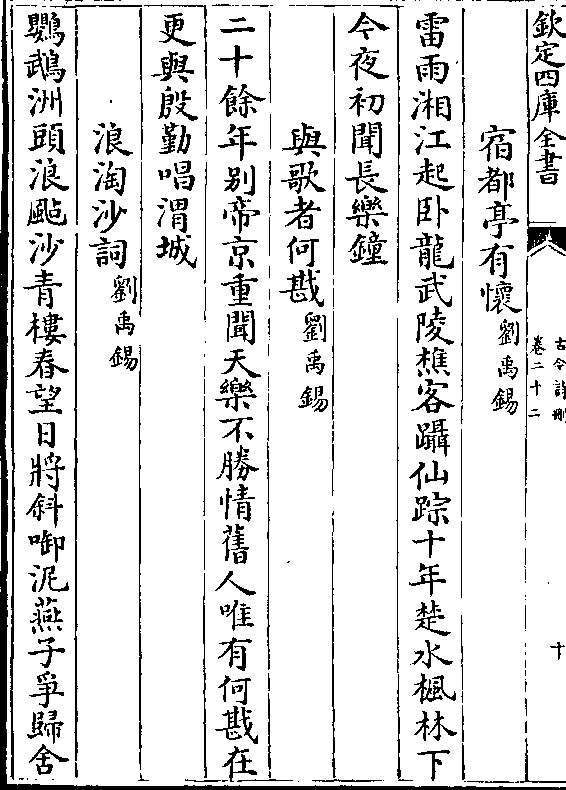 欽定四庫全書
古今詩刪
卷二十二
十
宿都亭有懷劉禹錫
雷雨湘江起卧龍武陵樵客躡仙踪十年楚水楓林下
今夜初聞長樂鐘
與歌者何戡劉禹錫
二十餘年别帝京重聞天樂不勝情舊人唯有何戡在
更與殷勤唱渭城
浪淘沙詞劉禹錫
鸚鵡洲頭浪颭沙青樓春望日將斜啣泥燕子爭歸舍